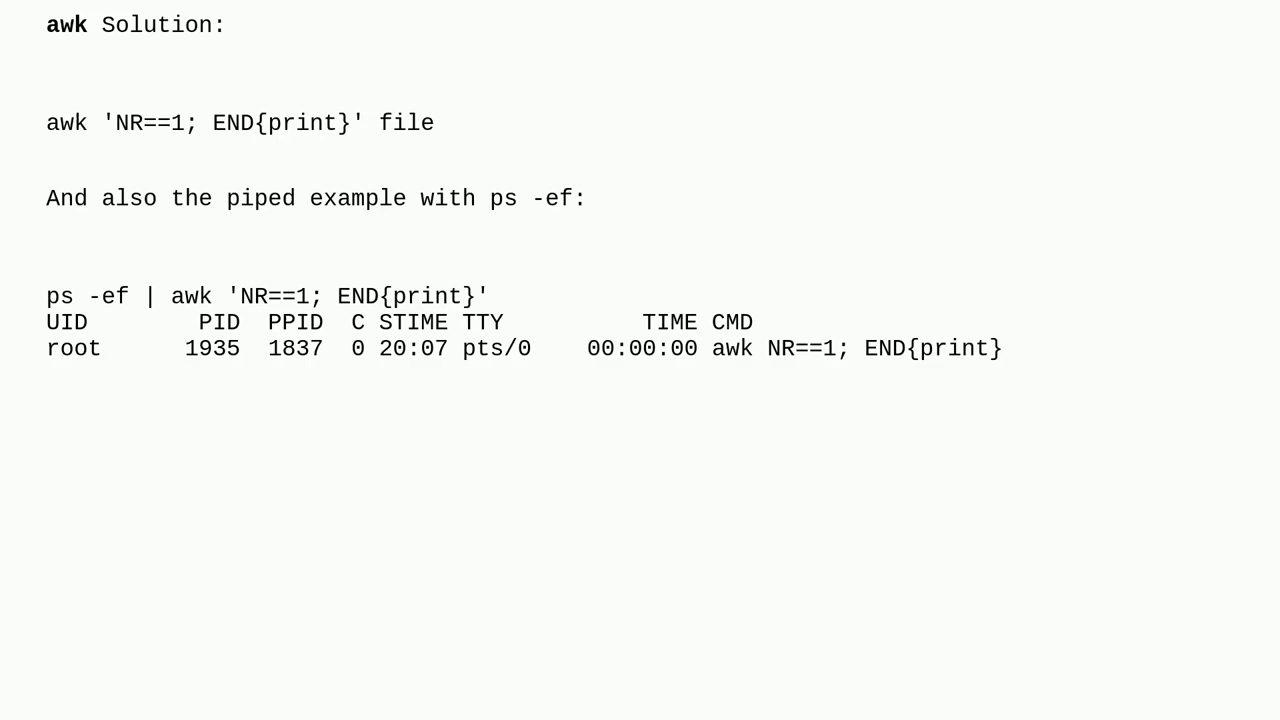 awk Solution:
awk 'NR==1; END{print}' file
And also the piped example with ps -ef:
ps -ef | awk 'NR==1; END{print}'
UID        PID  PPID  C STIME TTY          TIME CMD
root      1935  1837  0 20:07 pts/0    00:00:00 awk NR==1; END{print}